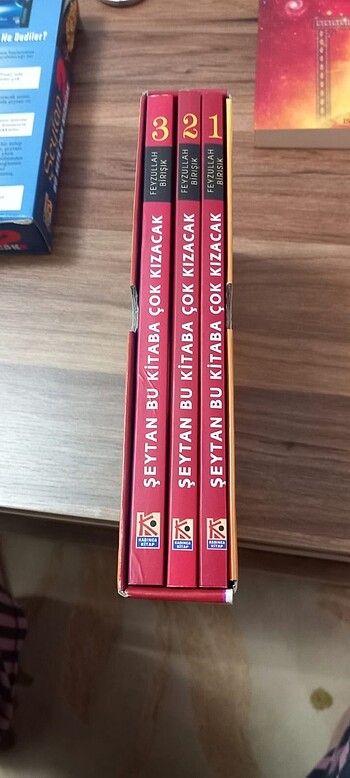 Ne Dediler?
3
FEYZULLAH
BİRIŞIK
ŞEYTAN BU KİTABA ÇOK KIZACAK
KARINCA
KİTAP
2
FEYZULLAH
BİRIŞIK
ŞEYTAN BU KİTABA ÇOK KIZACAK
KARINCA
KİTAP
1
FEYZULLAH
BİRIŞIK
ŞEYTAN BU KİTABA ÇOK KIZACAK
KARINCA
KİTAP